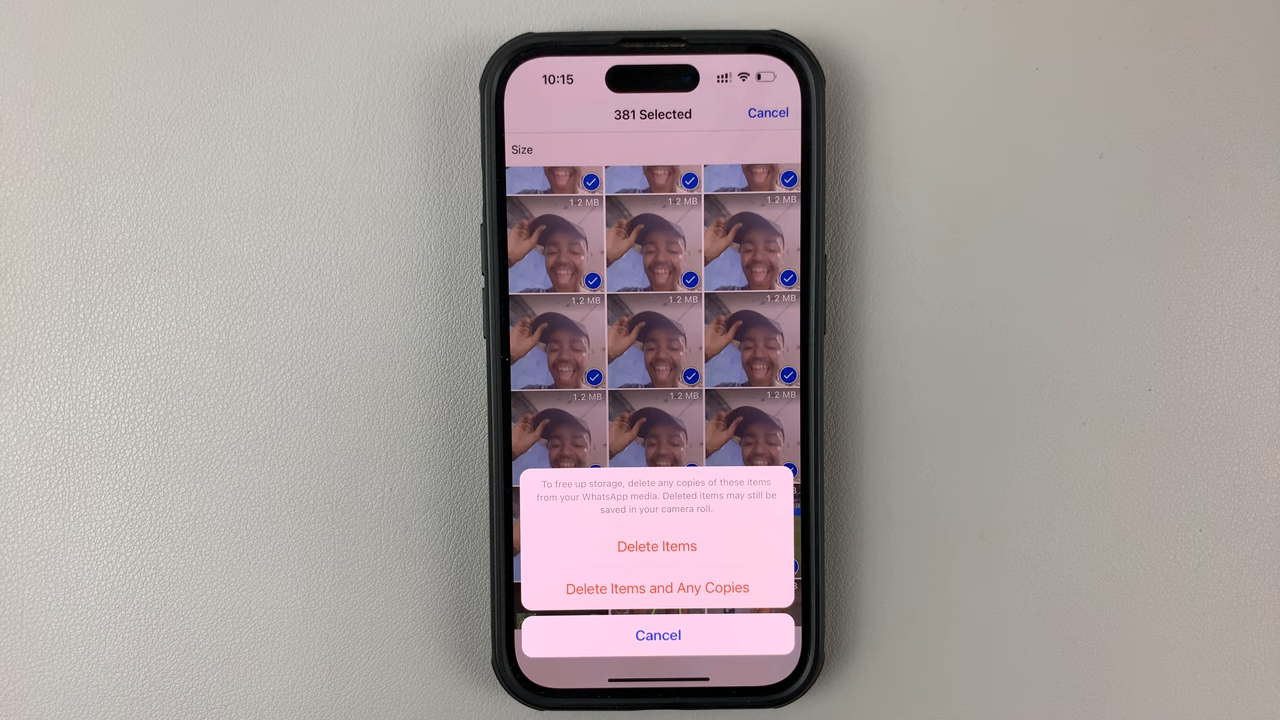 10:15
381 Selected
Cancel
Size
1.2 MB 1.2 MB 1.2 MB
1.2 MB 1.2 MB 1.2 MB
1.2 MB 1.2 MB 1.2 MB
To free up storage, delete any copies of these items
from your WhatsApp media. Deleted items may still be
saved in your camera roll.
Delete Items
Delete Items and Any Copies
Cancel